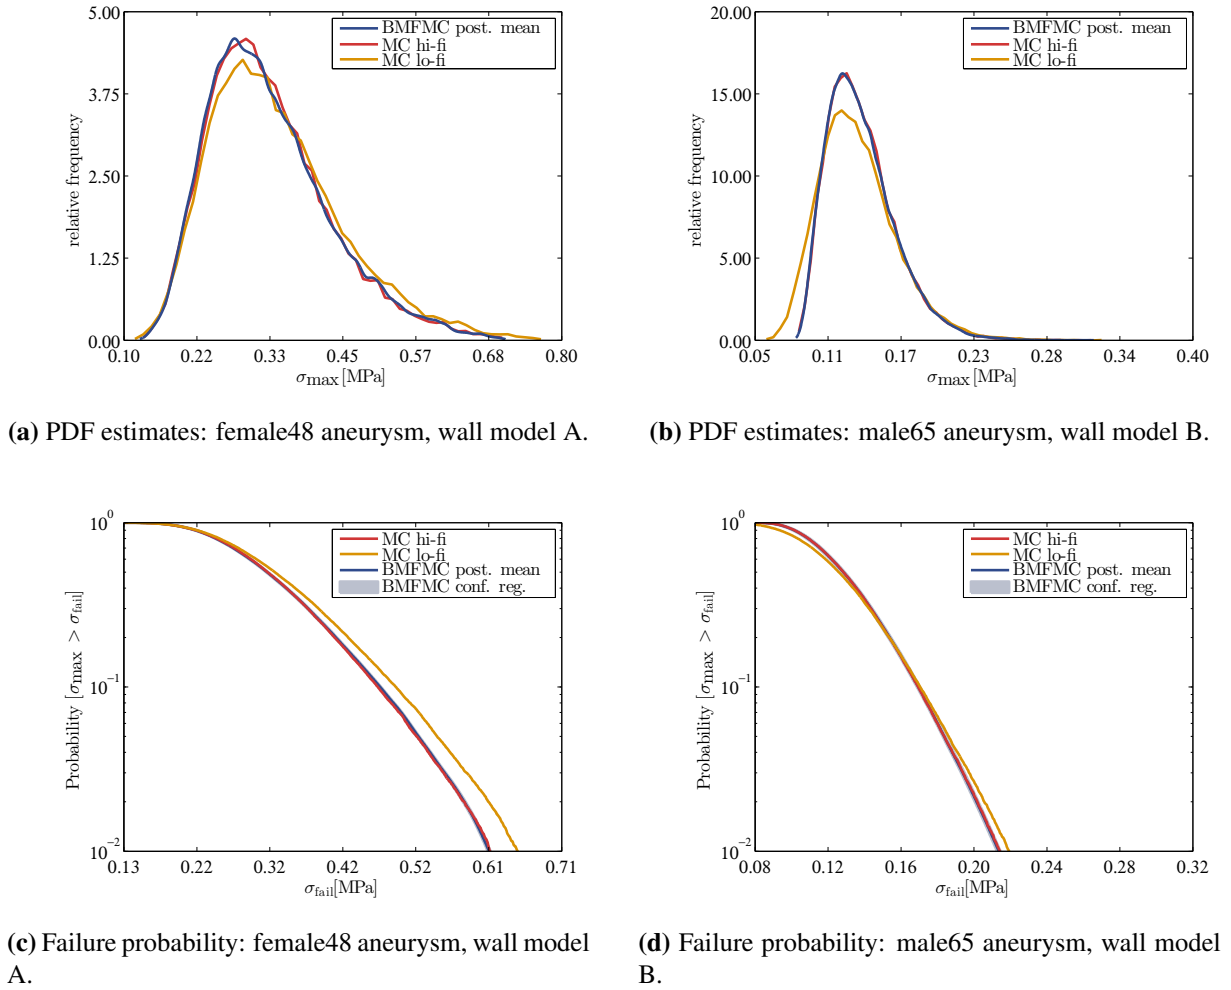 5.00
3.75
2.50
1.25
0.00
relative frequency
BMFMC post. mean
MC hi-fi
MC lo-fi
0.10 0.22 0.33 0.45 0.57 0.68 0.80
σmax[MPa]
(a) PDF estimates: female48 aneurysm, wall model A.
20.00
15.00
10.00
5.00
0.00
relative frequency
BMFMC post. mean
MC hi-fi
MC lo-fi
0.05 0.11 0.17 0.23 0.28 0.34 0.40
σmax[MPa]
(b) PDF estimates: male65 aneurysm, wall model B.
10⁰
10⁻¹
10⁻²
Probability [σmax > σfail]
MC hi-fi
MC lo-fi
BMFMC post. mean
BMFMC conf. reg.
0.13 0.22 0.32 0.42 0.52 0.61 0.71
σfail[MPa]
(c) Failure probability: female48 aneurysm, wall model
A.
10⁰
10⁻¹
10⁻²
Probability [σmax > σfail]
MC hi-fi
MC lo-fi
BMFMC post. mean
BMFMC conf. reg.
0.08 0.12 0.16 0.20 0.24 0.28 0.32
σfail[MPa]
(d) Failure probability: male65 aneurysm, wall model
B.